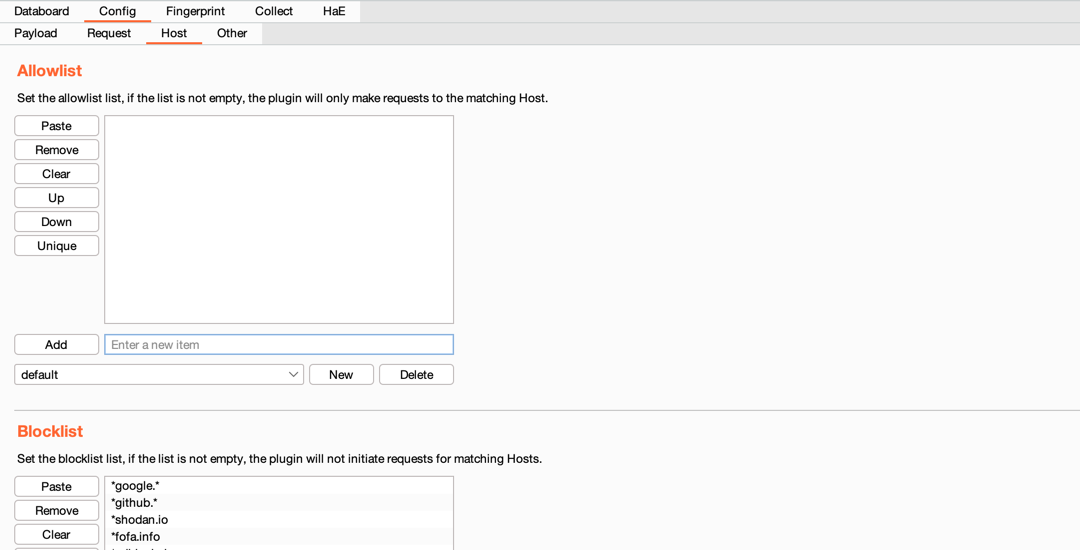 Databoard Config Fingerprint Collect HaE
Payload Request Host Other
Allowlist
Set the allowlist list, if the list is not empty, the plugin will only make requests to the matching Host.
Paste
Remove
Clear
Up
Down
Unique
Add Enter a new item
default New Delete
Blocklist
Set the blocklist list, if the list is not empty, the plugin will not initiate requests for matching Hosts.
Paste *google.*
*github.*
Remove
*shodan.io
Clear *fofa.info